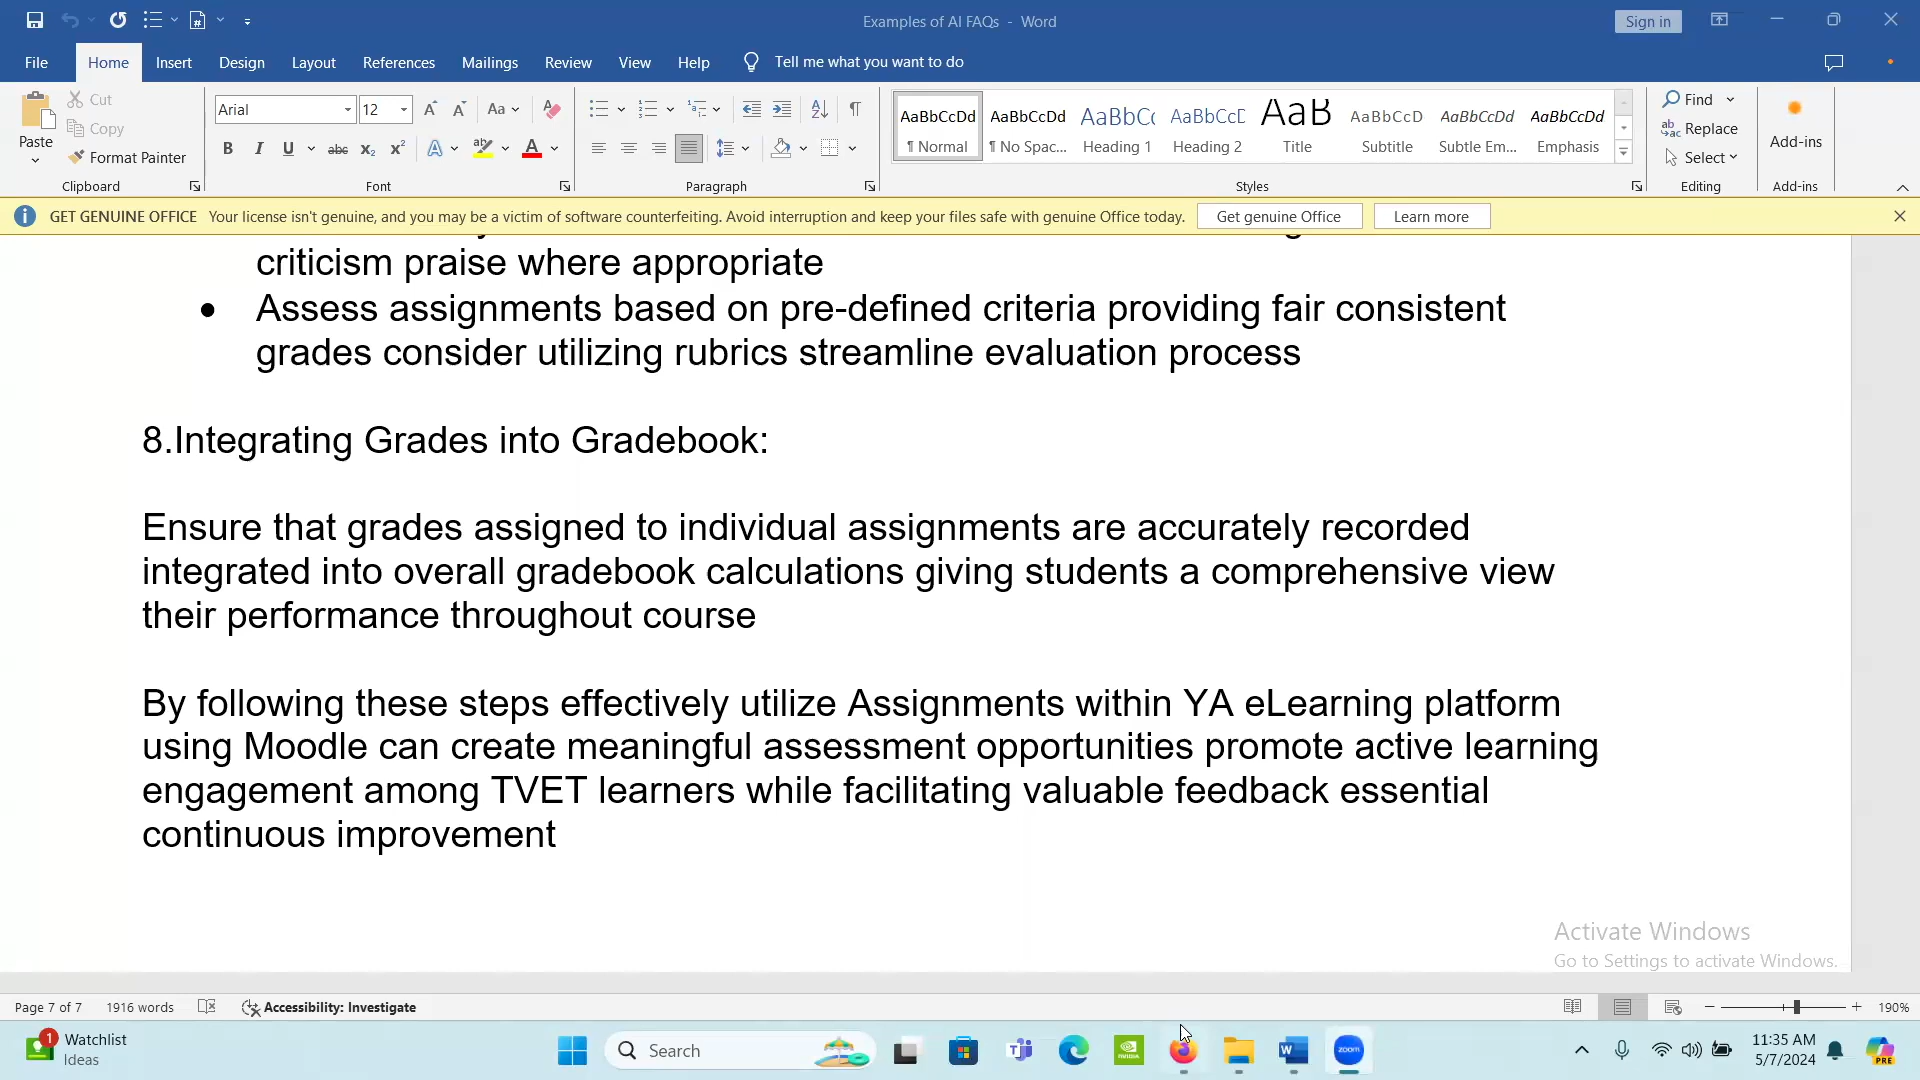 Examples of AI FAQs - Word
Sign in
File Home Insert Design Layout References Mailings Review View Help Tell me what you want to do
Paste
Cut
Copy
Format Painter
Clipboard
Arial 12
Aa
B I U abc x₂ x² A A
Font
Paragraph
AaBbCcDd AaBbCcDd AaBbC AaBbCcC AaB AaBbCcD AaBbCcDd AaBbCcDd
¶ Normal ¶ No Spac... Heading 1 Heading 2 Title Subtitle Subtle Em... Emphasis
Styles
Find
Replace
Select
Editing
Add-ins
Add-ins
GET GENUINE OFFICE Your license isn't genuine, and you may be a victim of software counterfeiting. Avoid interruption and keep your files safe with genuine Office today. Get genuine Office Learn more
criticism praise where appropriate
● Assess assignments based on pre-defined criteria providing fair consistent
grades consider utilizing rubrics streamline evaluation process
8.Integrating Grades into Gradebook:
Ensure that grades assigned to individual assignments are accurately recorded
integrated into overall gradebook calculations giving students a comprehensive view
their performance throughout course
By following these steps effectively utilize Assignments within YA eLearning platform
using Moodle can create meaningful assessment opportunities promote active learning
engagement among TVET learners while facilitating valuable feedback essential
continuous improvement
Activate Windows
Go to Settings to activate Windows.
Page 7 of 7 1916 words Accessibility: Investigate 190%
1 Watchlist
Ideas
Search
NVIDIA
zoom
11:35 AM
5/7/2024
PRE